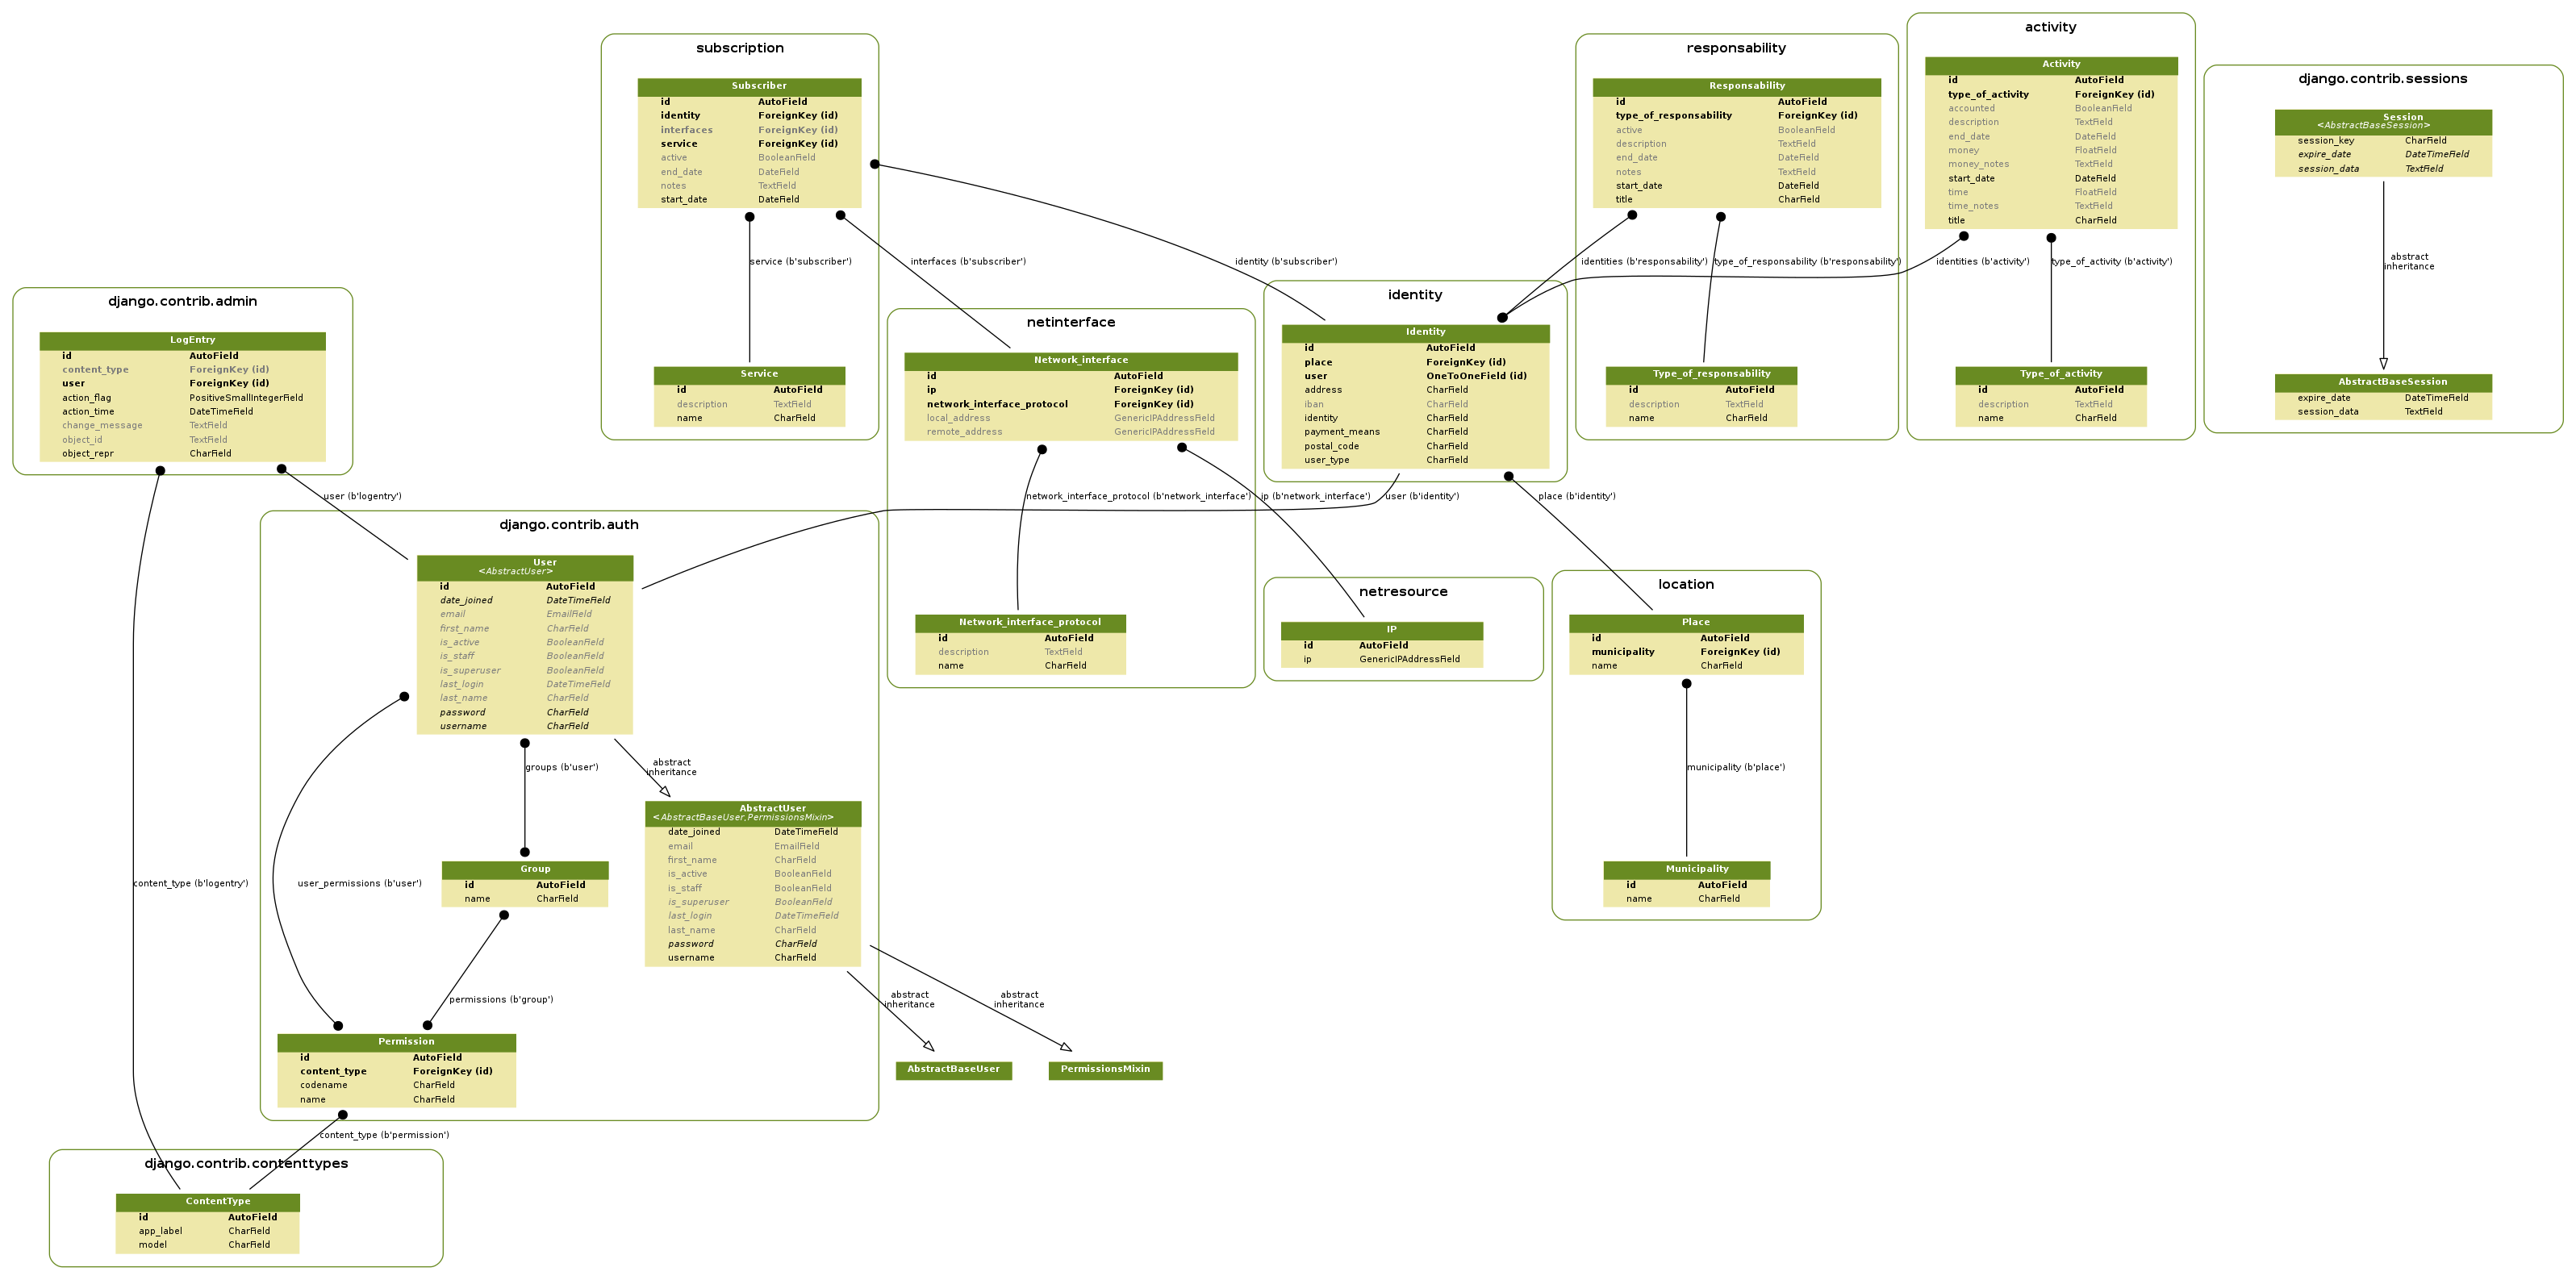 subscription
Subscriber
id AutoField
identity ForeignKey (id)
interfaces ForeignKey (id)
service ForeignKey (id)
active BooleanField
end_date DateField
notes TextField
start_date DateField
service (b'subscriber')
interfaces (b'subscriber')
identity (b'subscriber')
Service
id AutoField
description TextField
name CharField
responsability
Responsability
id AutoField
type_of_responsability ForeignKey (id)
active BooleanField
description TextField
end_date DateField
notes TextField
start_date DateField
title CharField
identities (b'responsability')
type_of_responsability (b'responsability')
Type_of_responsability
id AutoField
description TextField
name CharField
activity
Activity
id AutoField
type_of_activity ForeignKey (id)
accounted BooleanField
description TextField
end_date DateField
money FloatField
money_notes TextField
start_date DateField
time FloatField
time_notes TextField
title CharField
identities (b'activity')
type_of_activity (b'activity')
Type_of_activity
id AutoField
description TextField
name CharField
django.contrib.sessions
Session
<AbstractBaseSession>
session_key CharField
expire_date DateTimeField
session_data TextField
abstract
inheritance
AbstractBaseSession
expire_date DateTimeField
session_data TextField
django.contrib.admin
LogEntry
id AutoField
content_type ForeignKey (id)
user ForeignKey (id)
action_flag PositiveSmallIntegerField
action_time DateTimeField
change_message TextField
object_id TextField
object_repr CharField
user (b'logentry')
content_type (b'logentry')
netinterface
Network_interface
id AutoField
ip ForeignKey (id)
network_interface_protocol ForeignKey (id)
local_address GenericIPAddressField
remote_address GenericIPAddressField
network_interface_protocol (b'network_interface')
ip (b'network_interface')
Network_interface_protocol
id AutoField
description TextField
name CharField
identity
Identity
id AutoField
place ForeignKey (id)
user OneToOneField (id)
address CharField
iban CharField
identity CharField
payment_means CharField
postal_code CharField
user_type CharField
user (b'identity')
place (b'identity')
netresource
IP
id AutoField
ip GenericIPAddressField
location
Place
id AutoField
municipality ForeignKey (id)
name CharField
municipality (b'place')
Municipality
id AutoField
name CharField
django.contrib.auth
User
<AbstractUser>
id AutoField
date_joined DateTimeField
email EmailField
first_name CharField
is_active BooleanField
is_staff BooleanField
is_superuser BooleanField
last_login DateTimeField
last_name CharField
password CharField
username CharField
groups (b'user')
abstract
inheritance
user_permissions (b'user')
AbstractUser
<AbstractBaseUser,PermissionsMixin>
date_joined DateTimeField
email EmailField
first_name CharField
is_active BooleanField
is_staff BooleanField
is_superuser BooleanField
last_login DateTimeField
last_name CharField
password CharField
username CharField
Group
id AutoField
name CharField
permissions (b'group')
abstract
inheritance
abstract
inheritance
AbstractBaseUser
PermissionsMixin
Permission
id AutoField
content_type ForeignKey (id)
codename CharField
name CharField
content_type (b'permission')
django.contrib.contenttypes
ContentType
id AutoField
app_label CharField
model CharField